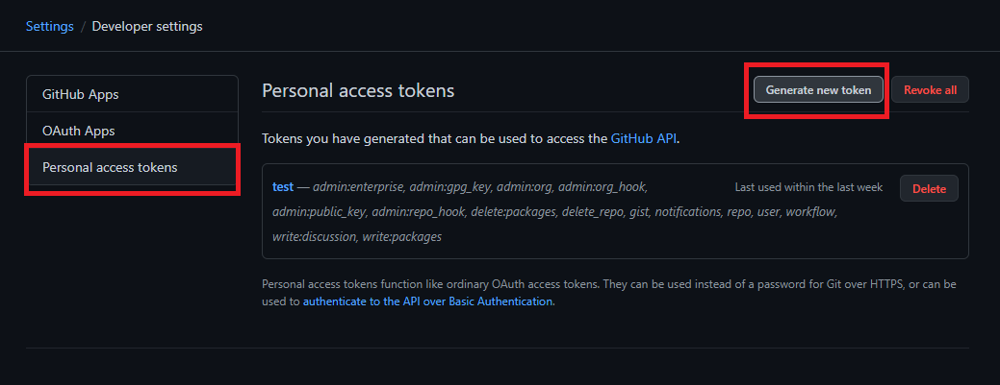 Settings / Developer settings
GitHub Apps
OAuth Apps
Personal access tokens
Personal access tokens
Generate new token
Revoke all
Tokens you have generated that can be used to access the GitHub API.
test — admin:enterprise, admin:gpg_key, admin:org, admin:org_hook,
admin:public_key, admin:repo_hook, delete:packages, delete_repo, gist, notifications, repo, user, workflow,
write:discussion, write:packages
Last used within the last week
Delete
Personal access tokens function like ordinary OAuth access tokens. They can be used instead of a password for Git over HTTPS, or can be
used to authenticate to the API over Basic Authentication.